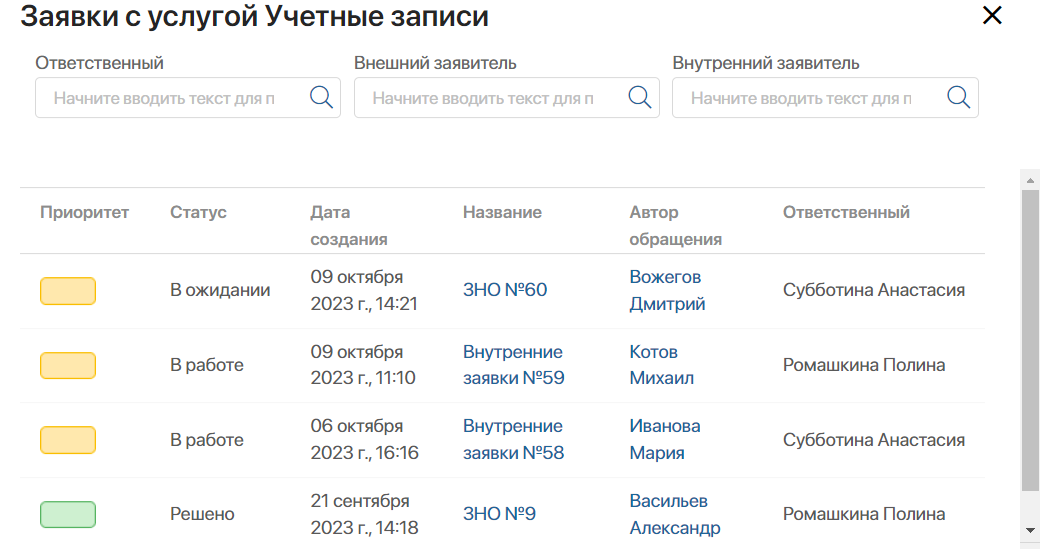 Заявки с услугой Учетные записи
Ответственный Внешний заявитель Внутренний заявитель
Начните вводить текст для п Начните вводить текст для п Начните вводить текст для п
Приоритет Статус Дата создания Название Автор обращения Ответственный
В ожидании 09 октября 2023 г., 14:21 ЗНО №60 Вожегов Дмитрий Субботина Анастасия
В работе 09 октября 2023 г., 11:10 Внутренние заявки №59 Котов Михаил Ромашкина Полина
В работе 06 октября 2023 г., 16:16 Внутренние заявки №58 Иванова Мария Субботина Анастасия
Решено 21 сентября 2023 г., 14:18 ЗНО №9 Васильев Александр Ромашкина Полина